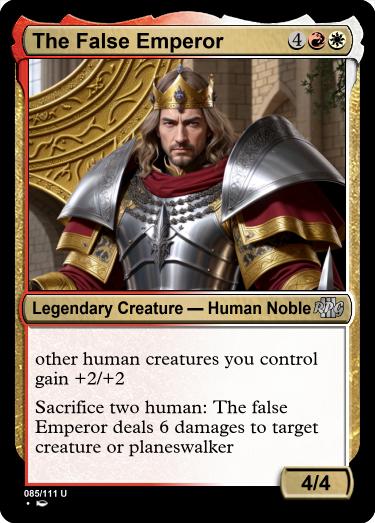 The False Emperor 4
Legendary Creature — Human Noble RPG
other human creatures you control
gain +2/+2
Sacrifice two human: The false
Emperor deals 6 damages to target
creature or planeswalker
4/4
085/111 U